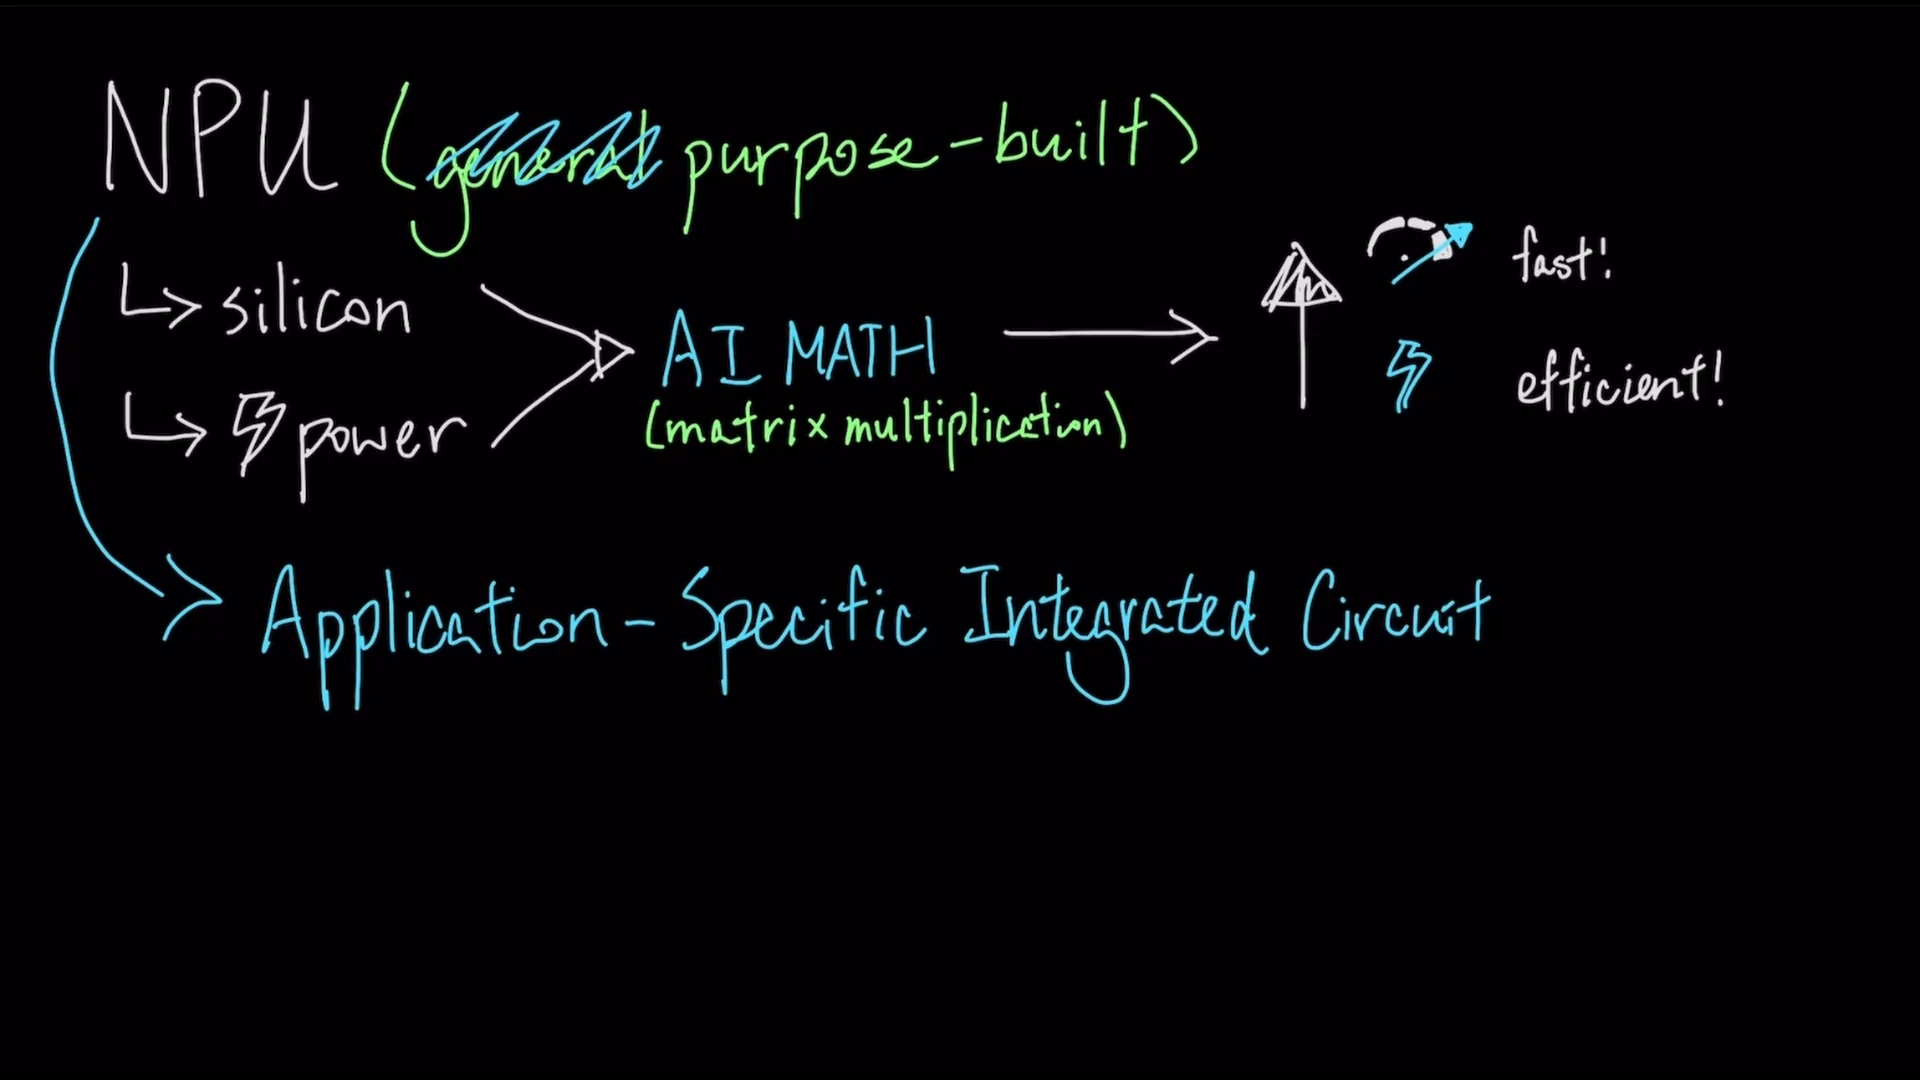 NPU (general purpose-built)
silicon
power
AI MATH
(matrix multiplication)
fast!
efficient!
Application-Specific Integrated Circuit